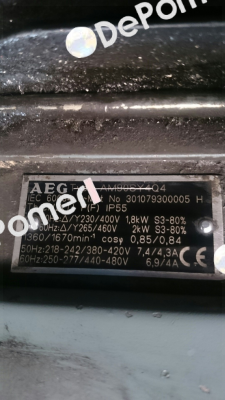 DePomeri
AEG AM90SY4Q4
IEC 60 No 301079300005 H
(F) IP55
Δ/Y230/400V 1,8kW S3-80%
60Hz: Δ/Y265/460V 2kW S3-80%
1360/1670min⁻¹ cosφ 0,85/0,84
50Hz: 218-242/380-420V 7,4/4,3A
60Hz: 250-277/440-480V 6,9/4A
CE